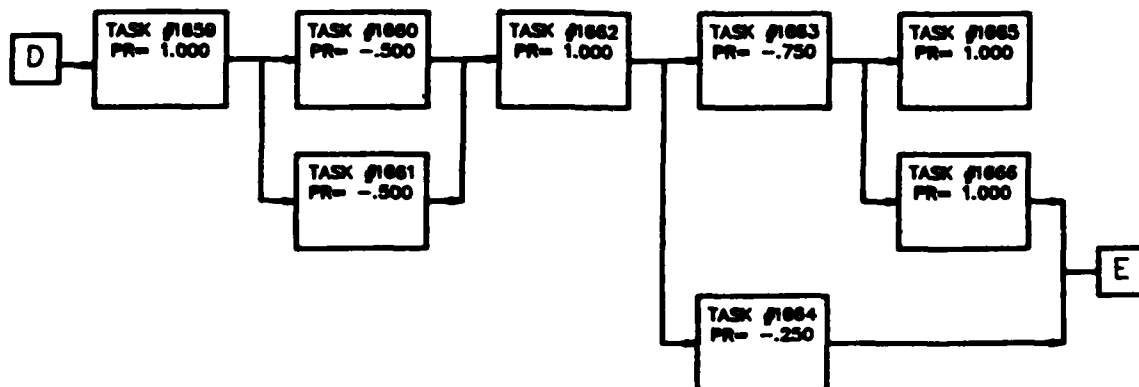 D
TASK #1659
PR= 1.000
TASK #1660
PR= -.500
TASK #1662
PR= 1.000
TASK #1663
PR= -.750
TASK #1665
PR= 1.000
TASK #1661
PR= -.500
TASK #1666
PR= 1.000
E
TASK #1664
PR= -.250